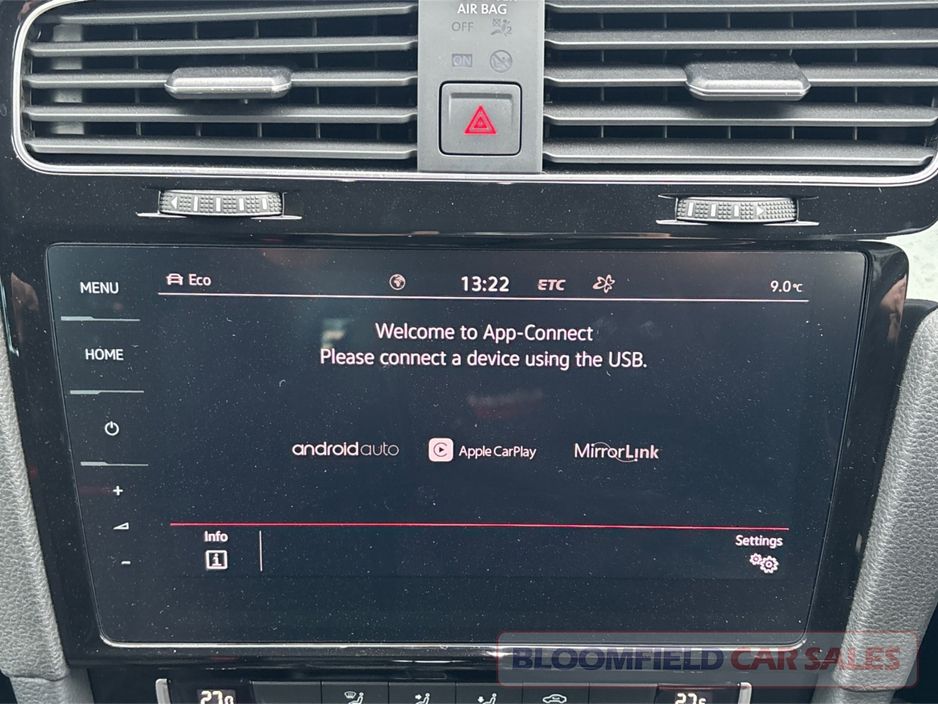 AIR BAG
OFF
ON
MENU
Eco
13:22
ETC
9.0°C
Welcome to App-Connect
Please connect a device using the USB.
HOME
androidauto
Apple CarPlay
MirrorLink
+
-
Info
i
Settings
BLOOMFIELD CAR SALES